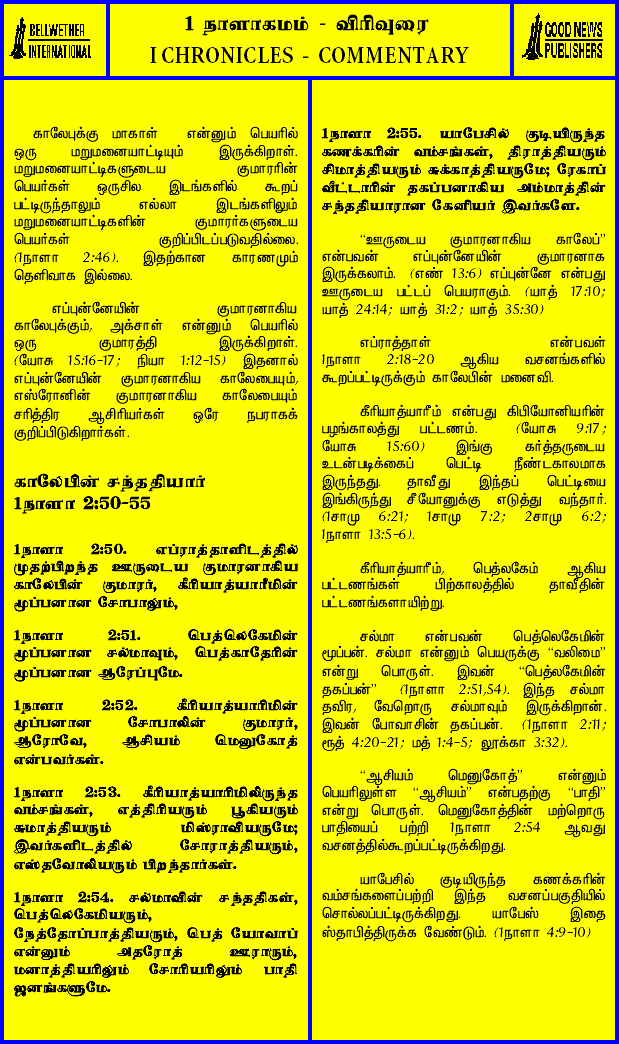 BELLWETHER
INTERNATIONAL
1 நாளாகமம் - விரிவுரை
I CHRONICLES - COMMENTARY
GOOD NEWS
PUBLISHERS
காலேபுக்கு மாகாள் என்னும் பெயரில்
ஒரு மறுமனையாட்டியும் இருக்கிறாள்.
மறுமனையாட்டிகளுடைய குமாரரின்
பெயர்கள் ஒருசில இடங்களில் கூறப்
பட்டிருந்தாலும் எல்லா இடங்களிலும்
மறுமனையாட்டிகளின் குமாரர்களுடைய
பெயர்கள் குறிப்பிடப்படுவதில்லை.
(1நாளா 2:46). இதற்கான காரணமும்
தெளிவாக இல்லை.
எப்புன்னேயின் குமாரனாகிய
காலேபுக்கும், அக்சாள் என்னும் பெயரில்
ஒரு குமாரத்தி இருக்கிறாள்.
(யோசு 15:16-17; நியா 1:12-15) இதனால்
எப்புன்னேயின் குமாரனாகிய காலேபையும்,
எஸ்ரோனின் குமாரனாகிய காலேபையும்
சரித்திர ஆசிரியர்கள் ஒரே நபராகக்
குறிப்பிடுகிறார்கள்.
காலேபின் சந்ததியார்
1நாளா 2:50-55
1நாளா 2:50. எப்ராத்தாளிடத்தில்
முதற்பிறந்த ஊருடைய குமாரனாகிய
காலேபின் குமாரர், கீரியாத்யாரீமின்
மூப்பனான சோபாலும்,
1நாளா 2:51. பெத்லெகேமின்
மூப்பனான சல்மாவும், பெத்காதேரின்
மூப்பனான ஆரேப்புமே.
1நாளா 2:52. கீரியாத்யாரிமின்
மூப்பனான சோபாலின் குமாரர்,
ஆரோவே, ஆசியம் மெனுகோத்
என்பவர்கள்.
1நாளா 2:53. கீரியாத்யாரிமிலிருந்த
வம்சங்கள், எத்திரியரும் பூகியரும்
சுமாத்தியரும் மிஸ்ராவியருமே;
இவர்களிடத்தில் சோராத்தியரும்,
எஸ்தவோலியரும் பிறந்தார்கள்.
1நாளா 2:54. சல்மாவின் சந்ததிகள்,
பெத்லெகேமியரும்,
நேத்தோப்பாத்தியரும், பெத் யோவாப்
என்னும் அதரோத் ஊராரும்,
மனாத்தியரிலும் சோரியரிலும் பாதி
ஜனங்களுமே.
1நாளா 2:55. யாபேசில் குடியிருந்த
கணக்கரின் வம்சங்கள், திராத்தியரும்
சிமாத்தியரும் சுக்காத்தியருமே; ரேகாப்
வீட்டாரின் தகப்பனாகிய அம்மாத்தின்
சந்ததியாரான கேனியர் இவர்களே.
“ஊருடைய குமாரனாகிய காலேப்”
என்பவன் எப்புன்னேயின் குமாரனாக
இருக்கலாம். (எண் 13:6) எப்புன்னே என்பது
ஊருடைய பட்டப் பெயராகும். (யாத் 17:10;
யாத் 24:14; யாத் 31:2; யாத் 35:30)
எப்ராத்தாள் என்பவள்
1நாளா 2:18-20 ஆகிய வசனங்களில்
கூறப்பட்டிருக்கும் காலேபின் மனைவி.
கீரியாத்யாரீம் என்பது கிபியோனியரின்
பழங்காலத்து பட்டணம். (யோசு 9:17;
யோசு 15:60) இங்கு கர்த்தருடைய
உடன்படிக்கைப் பெட்டி நீண்டகாலமாக
இருந்தது. தாவீது இந்தப் பெட்டியை
இங்கிருந்து சீயோனுக்கு எடுத்து வந்தார்.
(1சாமு 6:21; 1சாமு 7:2; 2சாமு 6:2;
1நாளா 13:5-6).
கீரியாத்யாரீம், பெத்லகேம் ஆகிய
பட்டணங்கள் பிற்காலத்தில் தாவீதின்
பட்டணங்களாயிற்று.
சல்மா என்பவன் பெத்லெகேமின்
மூப்பன். சல்மா என்னும் பெயருக்கு “வலிமை”
என்று பொருள். இவன் “பெத்லகேமின்
தகப்பன்” (1நாளா 2:51,54). இந்த சல்மா
தவிர, வேறொரு சல்மாவும் இருக்கிறான்.
இவன் போவாசின் தகப்பன். (1நாளா 2:11;
ரூத் 4:20-21; மத் 1:4-5; லூக்கா 3:32).
“ஆசியம் மெனுகோத்” என்னும்
பெயரிலுள்ள “ஆசியம்” என்பதற்கு “பாதி”
என்று பொருள். மெனுகோத்தின் மற்றொரு
பாதியைப் பற்றி 1நாளா 2:54 ஆவது
வசனத்தில்கூறப்பட்டிருக்கிறது.
யாபேசில் குடியிருந்த கணக்கரின்
வம்சங்களைப்பற்றி இந்த வசனப்பகுதியில்
சொல்லப்பட்டிருக்கிறது. யாபேஸ் இதை
ஸ்தாபித்திருக்க வேண்டும். (1நாளா 4:9-10)